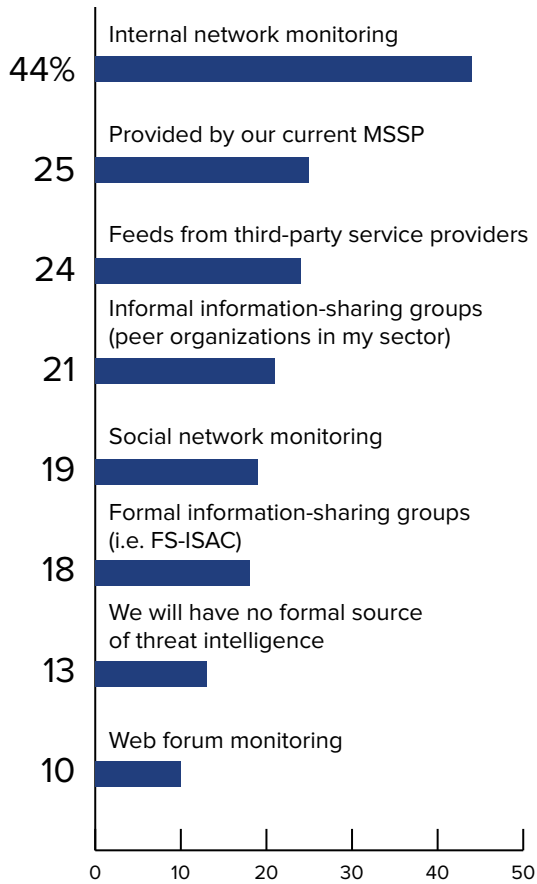 Internal network monitoring
44%
Provided by our current MSSP
25
Feeds from third-party service providers
24
Informal information-sharing groups
(peer organizations in my sector)
21
Social network monitoring
19
Formal information-sharing groups
(i.e. FS-ISAC)
18
We will have no formal source
of threat intelligence
13
Web forum monitoring
10
0 10 20 30 40 50